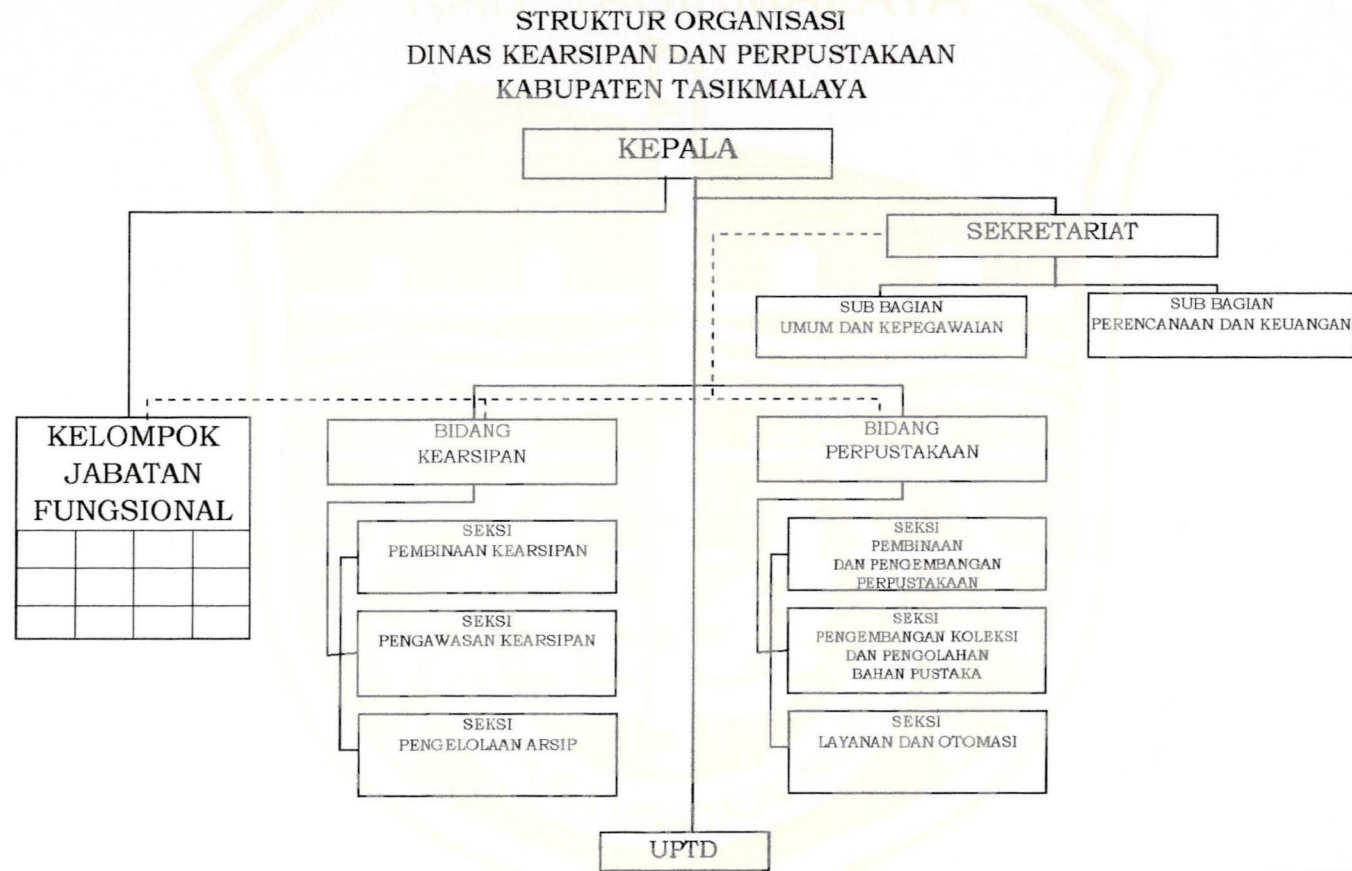 STRUKTUR ORGANISASI
DINAS KEARSIPAN DAN PERPUSTAKAAN
KABUPATEN TASIKMALAYA
KEPALA
SEKRETARIAT
SUB BAGIAN
UMUM DAN KEPEGAWAIAN
SUB BAGIAN
PERENCANAAN DAN KEUANGAN
KELOMPOK
JABATAN
FUNGSIONAL
BIDANG
KEARSIPAN
BIDANG
PERPUSTAKAAN
SEKSI
PEMBINAAN KEARSIPAN
SEKSI
PENGAWASAN KEARSIPAN
SEKSI
PENGELOLAAN ARSIP
SEKSI
PEMBINAAN
DAN PENGEMBANGAN
PERPUSTAKAAN
SEKSI
PENGEMBANGAN KOLEKSI
DAN PENGOLAHAN
BAHAN PUSTAKA
SEKSI
LAYANAN DAN OTOMASI
UPTD